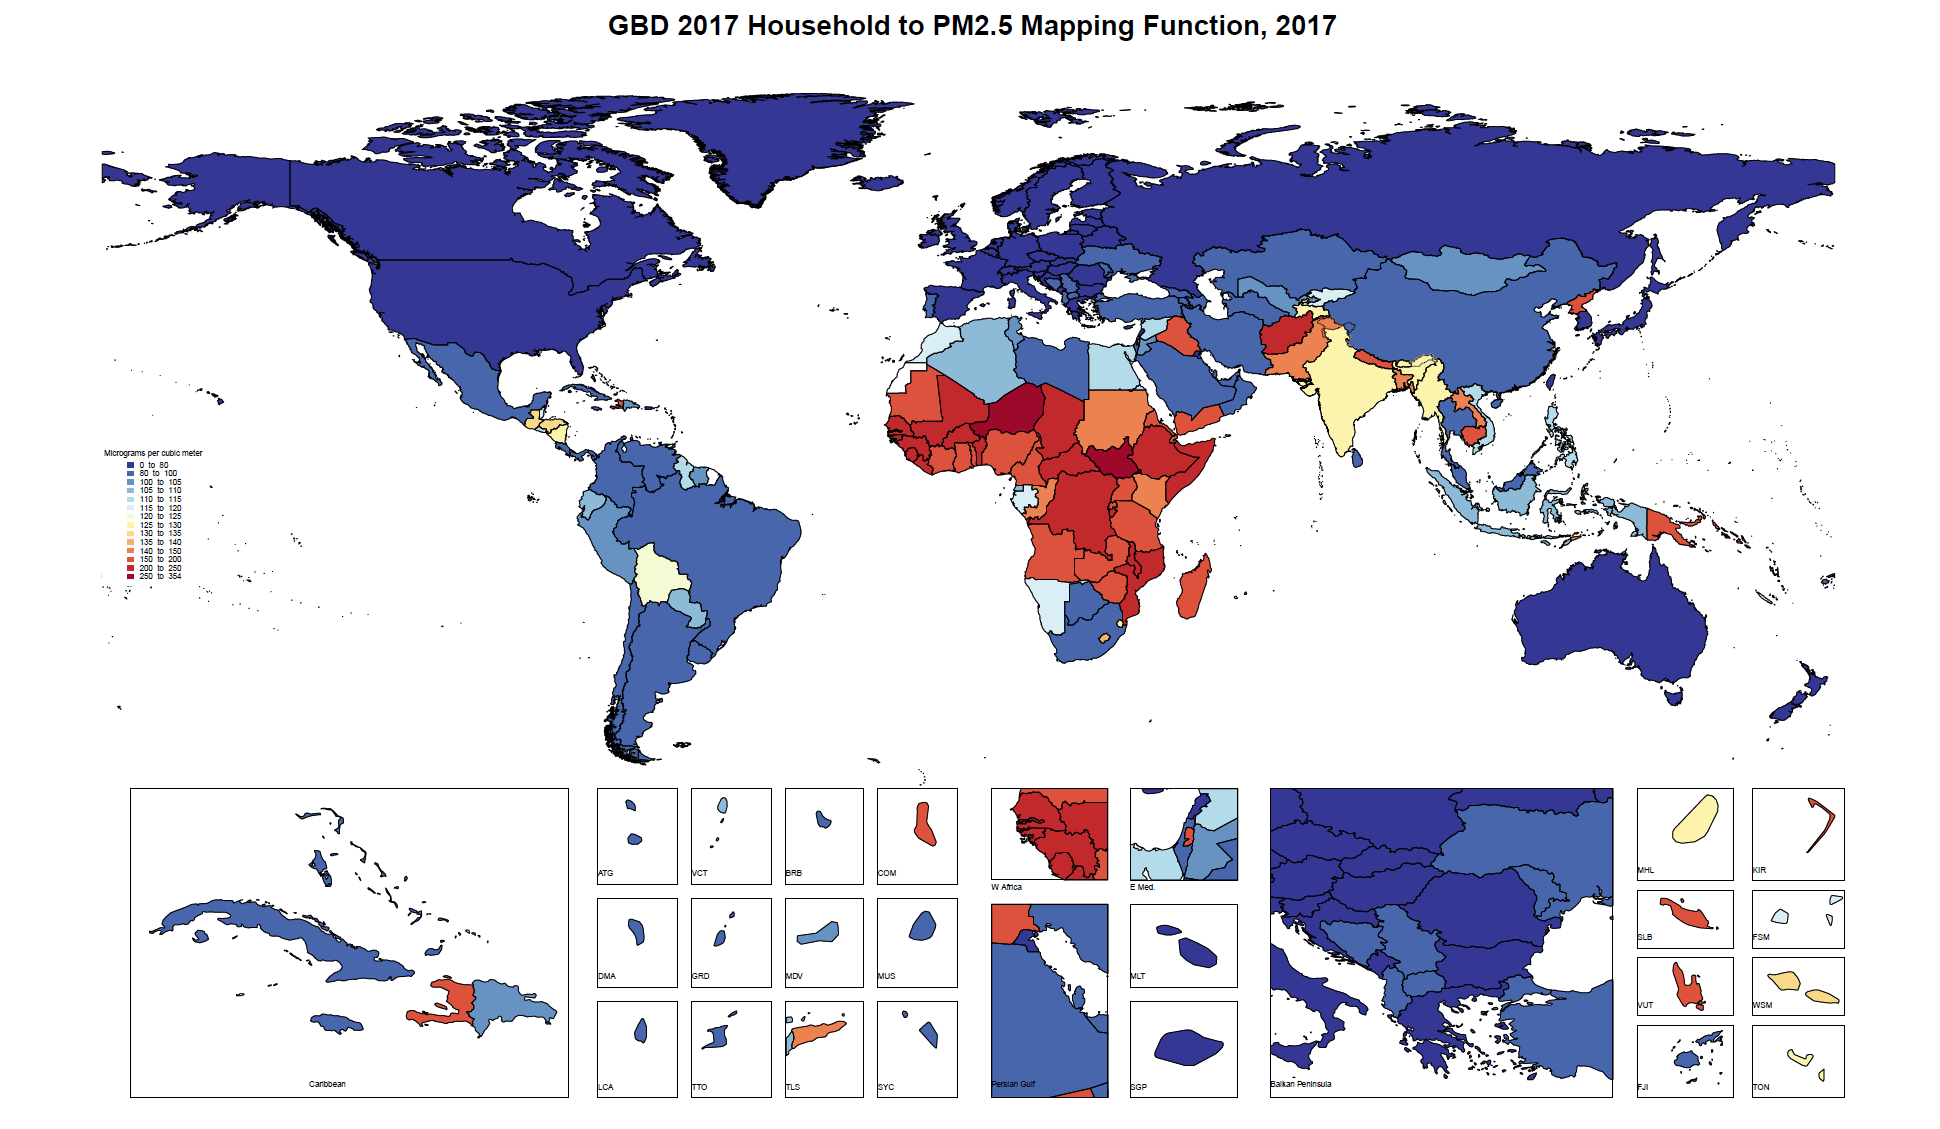 GBD 2017 Household to PM2.5 Mapping Function, 2017
Micrograms per cubic meter
0 to 80
80 to 100
100 to 105
105 to 110
110 to 115
115 to 120
120 to 125
125 to 130
130 to 135
135 to 140
140 to 150
150 to 200
200 to 250
250 to 354
Caribbean
ATG
VCT
BRB
COM
DMA
GRD
MDV
MUS
LCA
TTO
TLS
SYC
W Africa
E Med.
Persian Gulf
MLT
SGP
Balkan Peninsula
MHL
KIR
SLB
FSM
VUT
WSM
FJI
TON